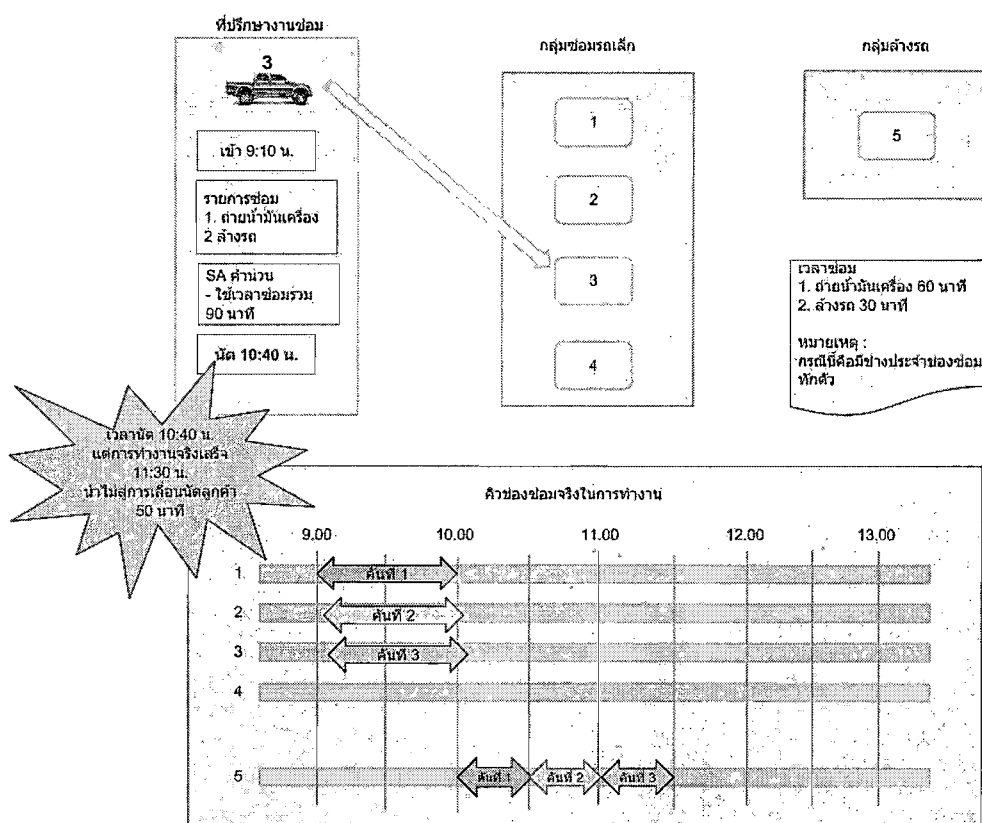 ที่ปรึกษางานซ่อม
3
เข้า 9:10 น.
รายการซ่อม
1. ถ่ายน้ำมันเครื่อง
2 ล้างรถ
SA คำนวน
- ใช้เวลาซ่อมรวม
90 นาที
นัด 10:40 น.
กลุ่มซ่อมรถเล็ก
1
2
3
4
กลุ่มล้างรถ
5
เวลาซ่อม
1. ถ่ายน้ำมันเครื่อง 60 นาที
2. ล้างรถ 30 นาที
หมายเหตุ :
กรณีนี้คือมีช่างประจำช่องซ่อม
ทุกตัว
เวลานัด 10:40 น.
แต่การทำงานจริงเสร็จ
11:30 น.
นำไปสู่การเลื่อนนัดลูกค้า
50 นาที
คิวช่องซ่อมจริงในการทำงาน
9.00 10.00 11.00 12.00 13.00
1. คันที่ 1
2 คันที่ 2
3 คันที่ 3
4
5 คันที่ 1 คันที่ 2 คันที่ 3